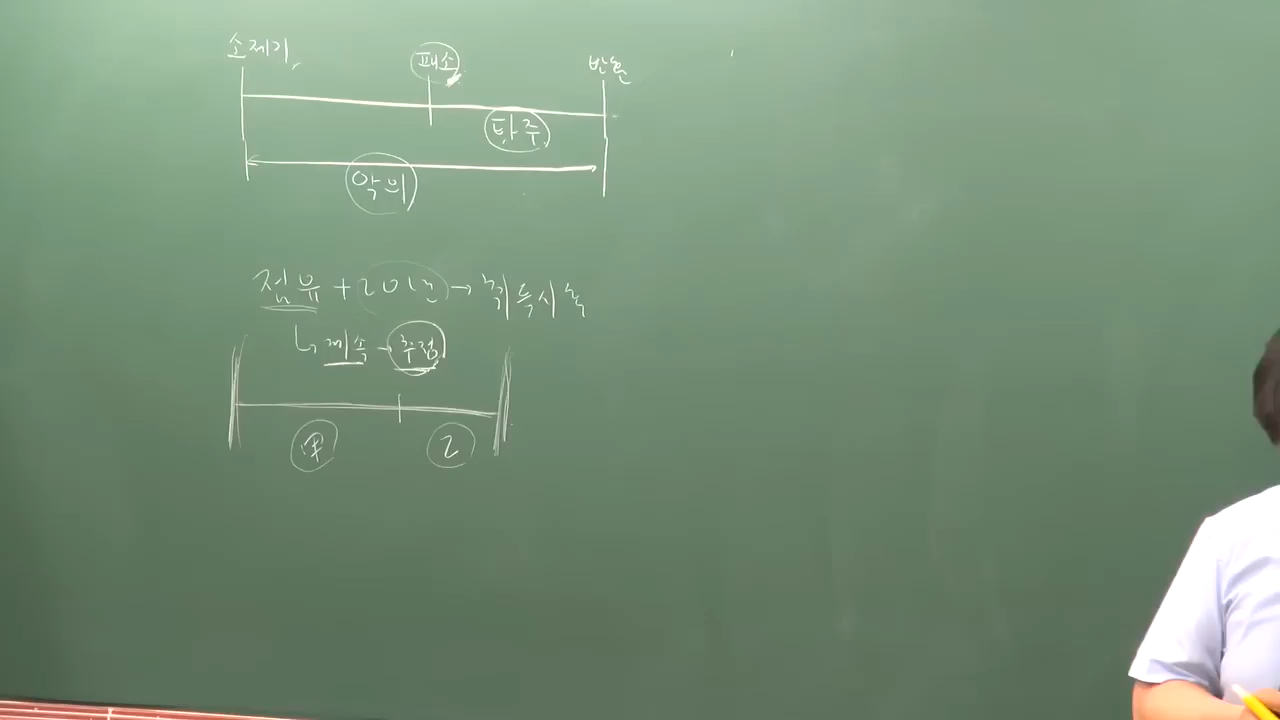 소제기 패소 반환
타주
악의
점유 + 20년 → 취득시효
↳ 계속 → 추정
甲 乙